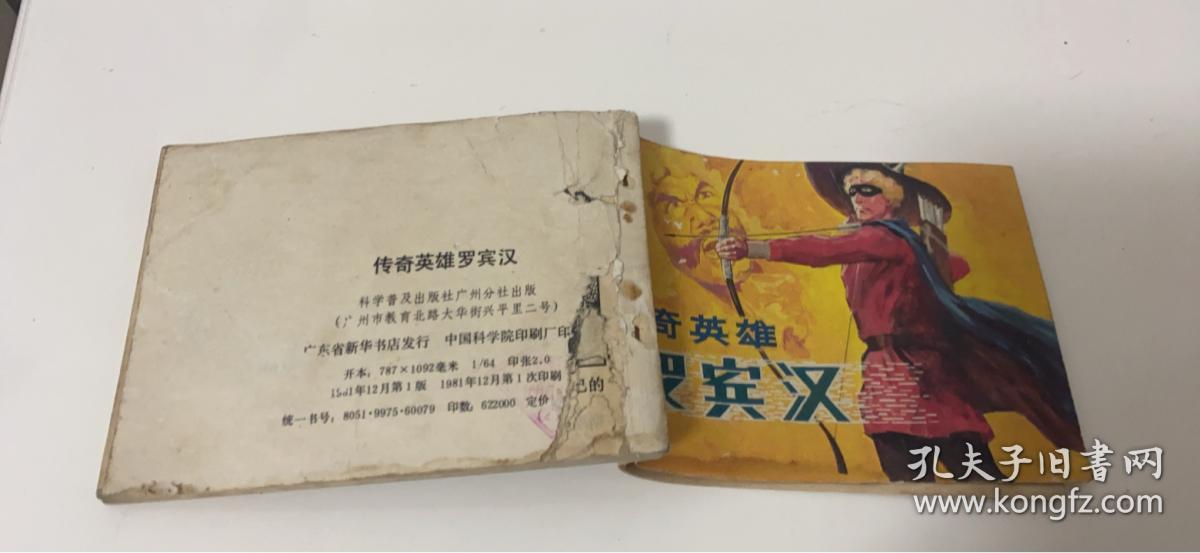 传奇英雄罗宾汉
科学普及出版社广州分社出版
(广州市教育北路大华街兴平里二号)
广东省新华书店发行 中国科学院印刷厂印
开本: 787×1092毫米 1/64 印张2.0
1981年12月第1版 1981年12月第1次印刷
统一书号: 8051·9975·60079 印数: 622000 定价
己的
奇英雄
罗宾汉
孔夫子旧書网
www.kongfz.com